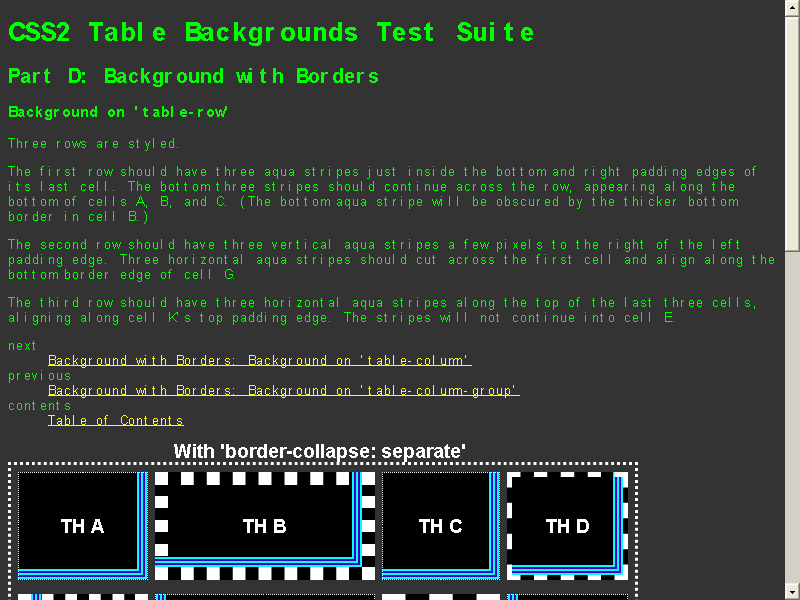 CSS2 Table Backgrounds Test Suite
Part D: Background with Borders
Background on 'table-row'
Three rows are styled.
The first row should have three aqua stripes just inside the bottom and right padding edges of
its last cell. The bottom three stripes should continue across the row, appearing along the
bottom of cells A, B, and C. (The bottom aqua stripe will be obscured by the thicker bottom
border in cell B.)
The second row should have three vertical aqua stripes a few pixels to the right of the left
padding edge. Three horizontal aqua stripes should cut across the first cell and align along the
bottom border edge of cell G.
The third row should have three horizontal aqua stripes along the top of the last three cells,
aligning along cell K's top padding edge. The stripes will not continue into cell E.
next
Background with Borders: Background on 'table-column'
previous
Background with Borders: Background on 'table-column-group'
contents
Table of Contents
With 'border-collapse: separate'
TH A TH B TH C TH D